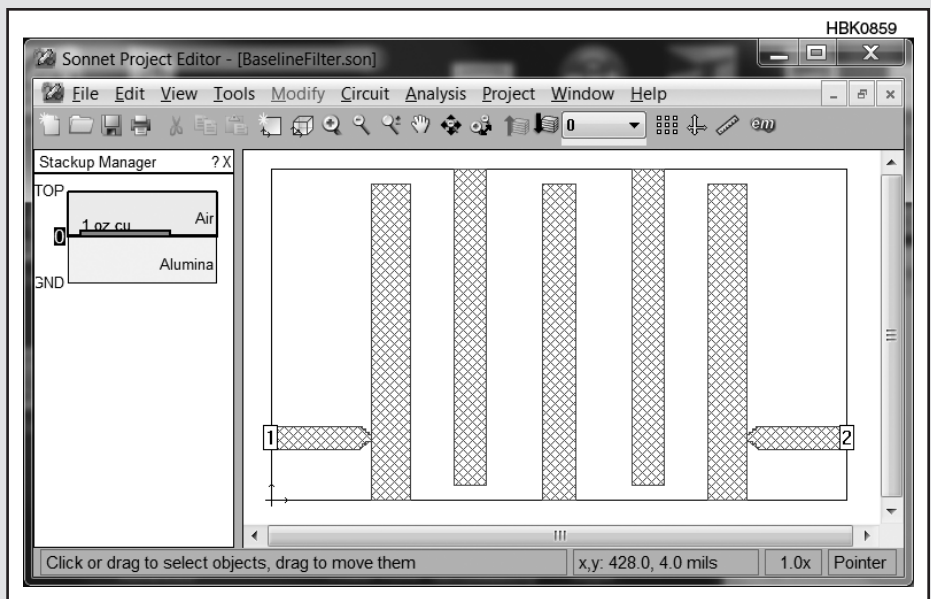 HBK0859
Sonnet Project Editor - [BaselineFilter.son]
File Edit View Tools Modify Circuit Analysis Project Window Help
0
em
Stackup Manager ? X
TOP
1 oz cu
Air
0
Alumina
GND
1
2
Click or drag to select objects, drag to move them
x,y: 428.0, 4.0 mils
1.0x
Pointer